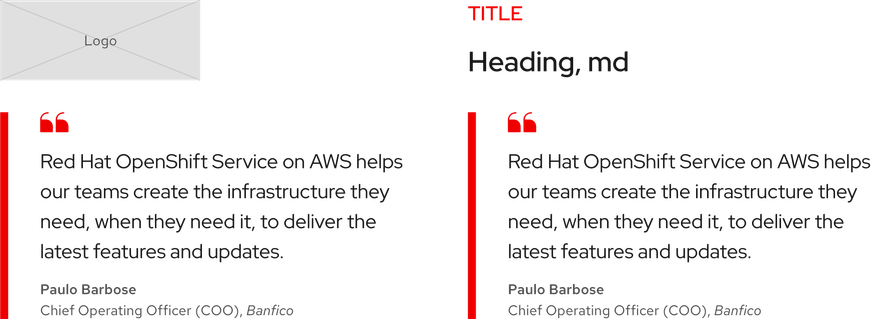 Logo
Red Hat OpenShift Service on AWS helps
our teams create the infrastructure they
need, when they need it, to deliver the
latest features and updates.
Paulo Barbose
Chief Operating Officer (COO), Banfico
TITLE
Heading, md
Red Hat OpenShift Service on AWS helps
our teams create the infrastructure they
need, when they need it, to deliver the
latest features and updates.
Paulo Barbose
Chief Operating Officer (COO), Banfico